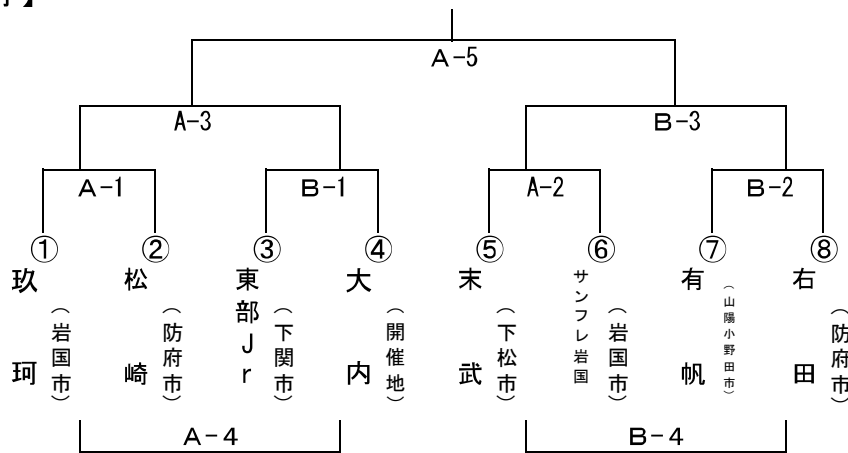 】
A-5
A-3
B-3
A-1
B-1
A-2
B-2
①
②
③
④
⑤
⑥
⑦
⑧
玖珂
(岩国市)
松崎
(防府市)
東部Jr
(下関市)
大内
(開催地)
末武
(下松市)
サンフレ岩国
(岩国市)
有帆
(山陽小野田市)
右田
(防府市)
A-4
B-4